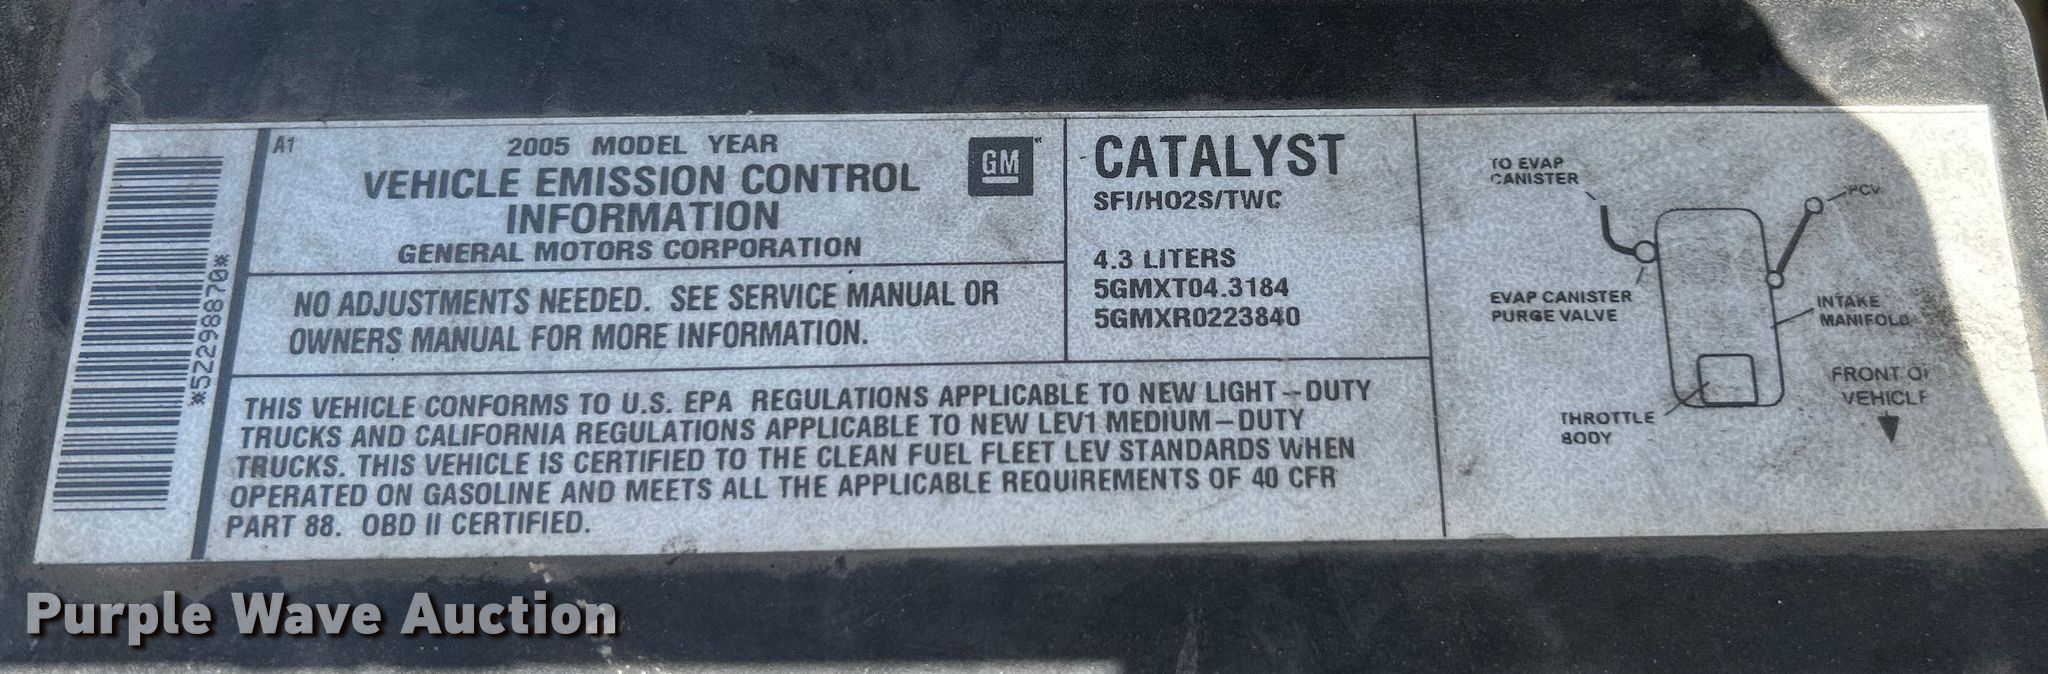 *52298870*
A1
2005 MODEL YEAR
VEHICLE EMISSION CONTROL
INFORMATION
GENERAL MOTORS CORPORATION
GM
NO ADJUSTMENTS NEEDED. SEE SERVICE MANUAL OR
OWNERS MANUAL FOR MORE INFORMATION.
CATALYST
SFI/HO2S/TWC
4.3 LITERS
5GMXT04.3184
5GMXR0223840
THIS VEHICLE CONFORMS TO U.S. EPA REGULATIONS APPLICABLE TO NEW LIGHT-DUTY
TRUCKS AND CALIFORNIA REGULATIONS APPLICABLE TO NEW LEV1 MEDIUM-DUTY
TRUCKS. THIS VEHICLE IS CERTIFIED TO THE CLEAN FUEL FLEET LEV STANDARDS WHEN
OPERATED ON GASOLINE AND MEETS ALL THE APPLICABLE REQUIREMENTS OF 40 CFR
PART 88. OBD II CERTIFIED.
TO EVAP
CANISTER
PCV
EVAP CANISTER
PURGE VALVE
INTAKE
MANIFOLD
THROTTLE
BODY
FRONT OF
VEHICLE
Purple Wave Auction